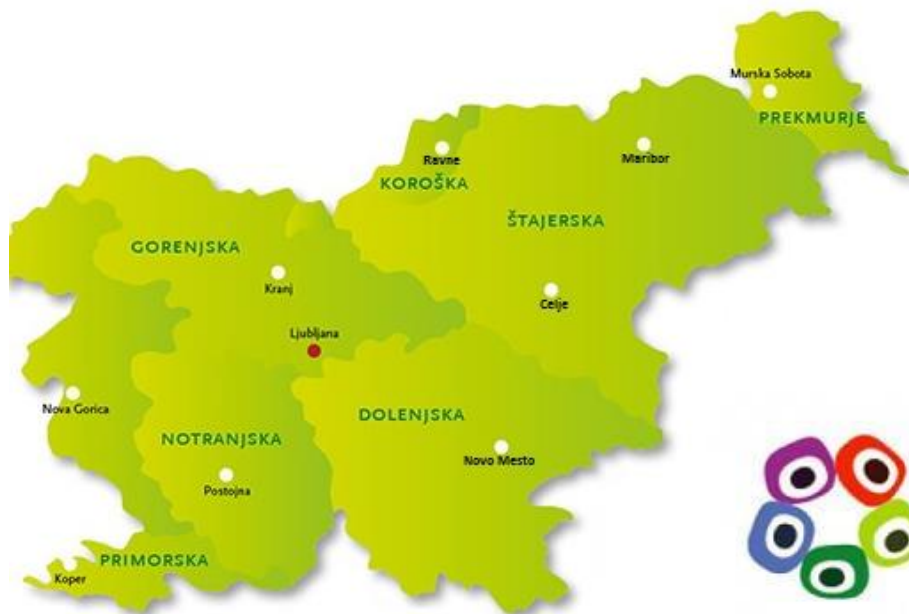 Murska Sobota
PREKMURJE
Ravne
Maribor
KOROŠKA
ŠTAJERSKA
GORENJSKA
Kranj
Celje
Ljubljana
Nova Gorica
DOLENJSKA
NOTRANJSKA
Novo Mesto
Postojna
PRIMORSKA
Koper